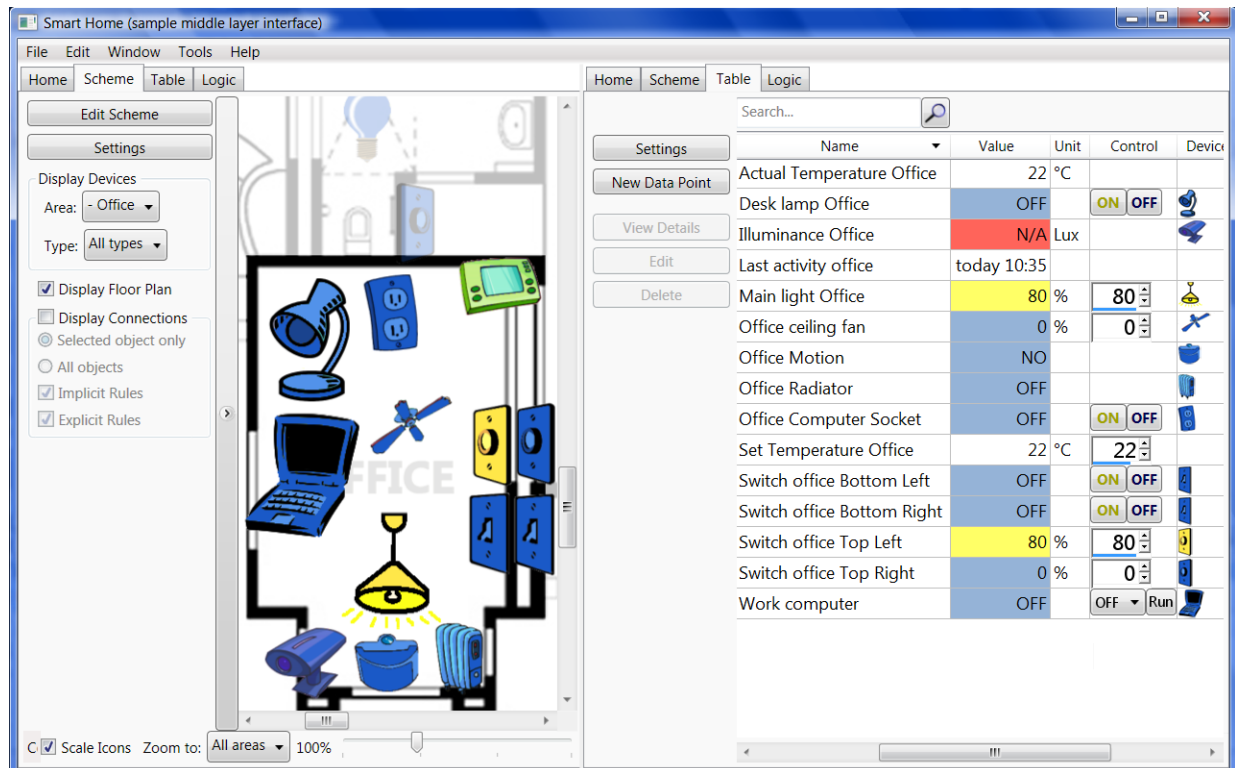 Smart Home (sample middle layer interface)
File Edit Window Tools Help
Home Scheme Table Logic
Edit Scheme
Settings
Display Devices
Area: - Office
Type: All types
Display Floor Plan
Display Connections
Selected object only
All objects
Implicit Rules
Explicit Rules
OFFICE
C Scale Icons Zoom to: All areas 100%
Home Scheme Table Logic
Search...
Settings
New Data Point
View Details
Edit
Delete
Name Value Unit Control Device
Actual Temperature Office 22 °C
Desk lamp Office OFF ON OFF
Illuminance Office N/A Lux
Last activity office today 10:35
Main light Office 80 % 80
Office ceiling fan 0 % 0
Office Motion NO
Office Radiator OFF
Office Computer Socket OFF ON OFF
Set Temperature Office 22 °C 22
Switch office Bottom Left OFF ON OFF
Switch office Bottom Right OFF ON OFF
Switch office Top Left 80 % 80
Switch office Top Right 0 % 0
Work computer OFF OFF Run